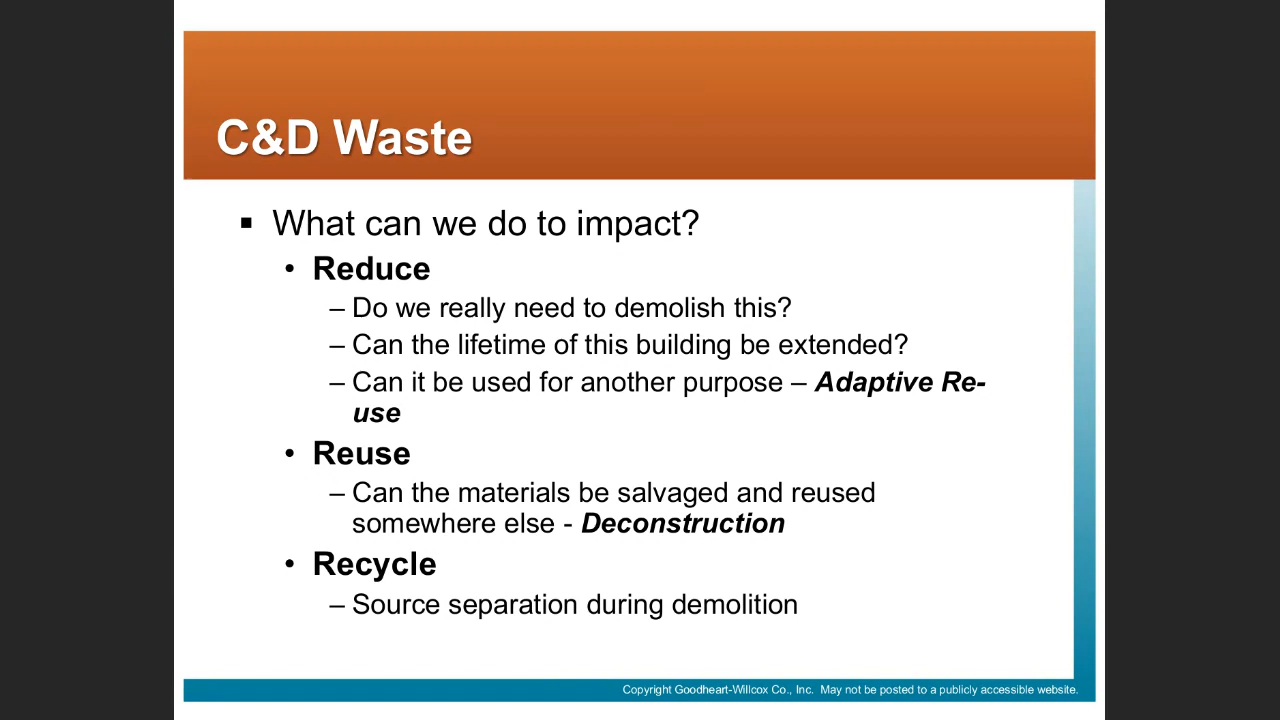 C&D Waste
▪ What can we do to impact?
• Reduce
– Do we really need to demolish this?
– Can the lifetime of this building be extended?
– Can it be used for another purpose – Adaptive Re-
use
• Reuse
– Can the materials be salvaged and reused
somewhere else - Deconstruction
• Recycle
– Source separation during demolition
Copyright Goodheart-Willcox Co., Inc.  May not be posted to a publicly accessible website.